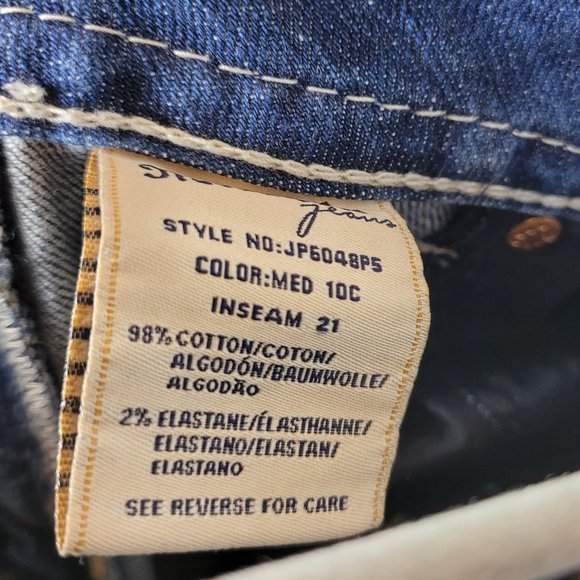 jeans
STYLE NO:JP6048P5
COLOR:MED 10C
INSEAM 21
98% COTTON/COTON/
ALGODÓN/BAUMWOLLE/
ALGODÃO
2% ELASTANE/ÉLASTHANNE/
ELASTANO/ELASTAN/
ELASTANO
SEE REVERSE FOR CARE